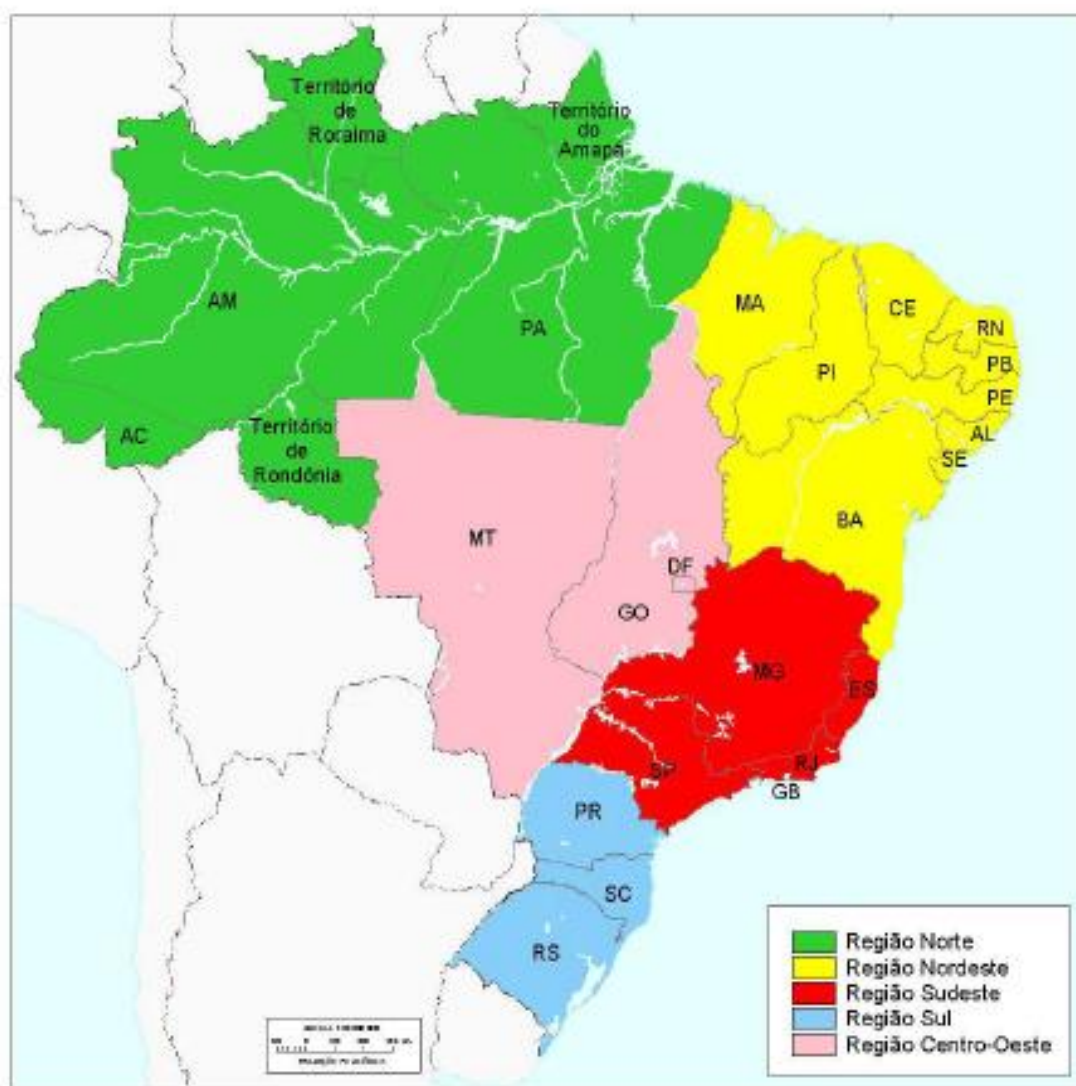 Território
de
Roraima
Território
do
Amapá
AM
PA
MA
CE
RN
PB
PI
PE
AL
SE
AC
Território
de
Rondônia
BA
MT
DF
GO
MG
ES
SP
RJ
GB
PR
SC
RS
Região Norte
Região Nordeste
Região Sudeste
Região Sul
Região Centro-Oeste